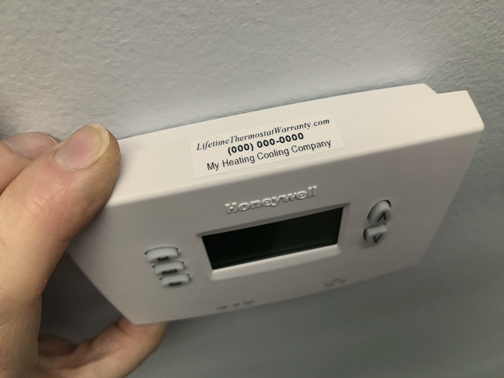 LifetimeThermostatWarranty.com
(000) 000-0000
My Heating Cooling Company
Honeywell